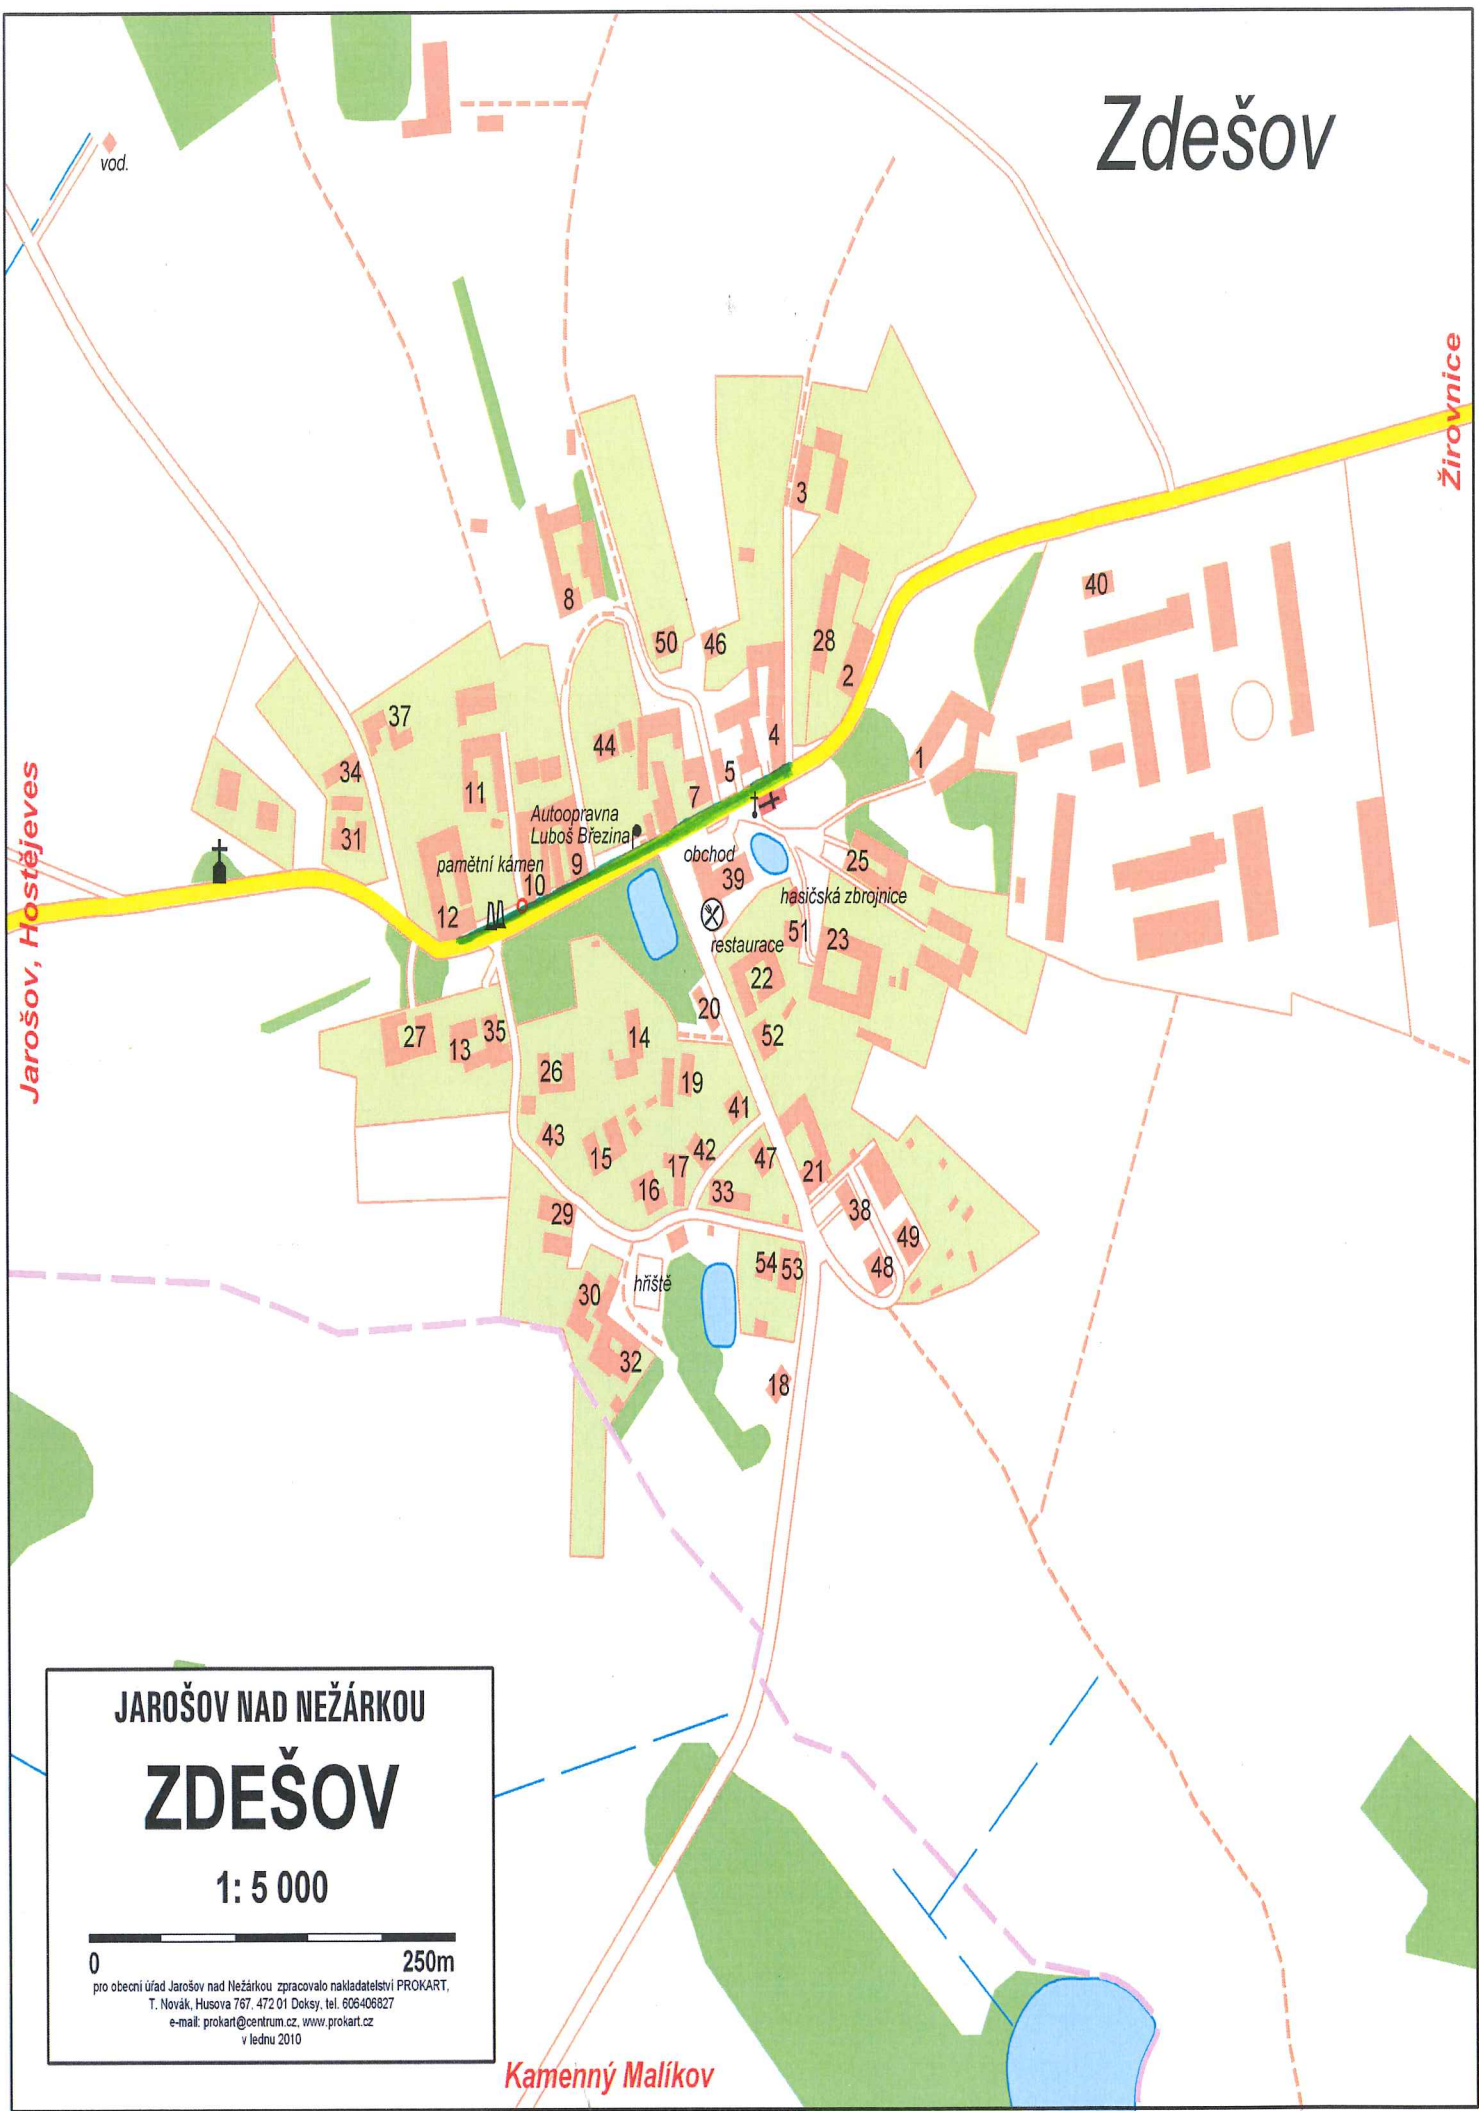 Zdešov
vod.
Žirovnice
3
40
8
50
46
28
2
37
44
4
1
34
5
11
7
Autoopravna
Luboš Březina
31
pamětní kámen
9
obchod
25
10
39
hasičská zbrojnice
12
51
restaurace
23
Jarošov, Hostějeves
22
20
27
13
35
14
52
26
19
41
43
15
42
17
47
21
16
33
29
38
49
54
53
48
hřiště
30
32
18
JAROŠOV NAD NEŽÁRKOU
ZDEŠOV
1: 5 000
0
250m
pro obecní úřad Jarošov nad Nežárkou zpracovalo nakladatelství PROKART,
T. Novák, Husova 767, 472 01 Doksy, tel. 606406827
e-mail: prokart@centrum.cz, www.prokart.cz
v lednu 2010
Kamenný Malíkov